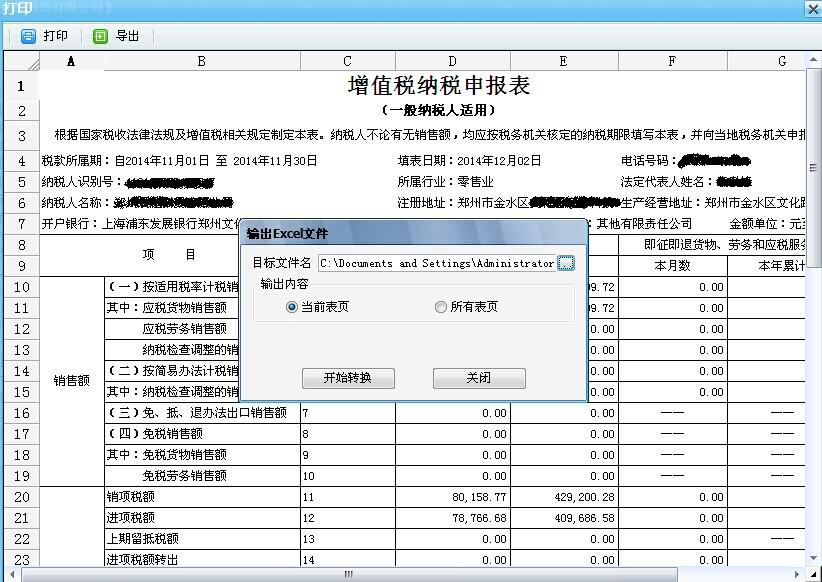 打印
打印 导出
A B C D E F G
1 增值税纳税申报表
2 （一般纳税人适用）
3 根据国家税收法律法规及增值税相关规定制定本表。纳税人不论有无销售额，均应按税务机关核定的纳税期限填写本表，并向当地税务机关申报
4 税款所属期：自2014年11月01日 至 2014年11月30日 填表日期：2014年12月02日 电话号码：
5 纳税人识别号： 所属行业：零售业 法定代表人姓名：
6 纳税人名称： 注册地址：郑州市金水区 生产经营地址：郑州市金水区文化路
7 开户银行：上海浦东发展银行郑州文 ：其他有限责任公司 金额单位：元至
输出Excel文件
目标文件名 C:\Documents and Settings\Administrator ...
输出内容
当前表页 所有表页
开始转换 关闭
8 项 目 即征即退货物、劳务和应税服务
9 本月数 本年累计
10 （一）按适用税率计税销 09.72 0.00
11 其中：应税货物销售额 09.72 0.00
12 应税劳务销售额 0.00 0.00
13 纳税检查调整的销 0.00 0.00
14 （二）按简易办法计税销 0.00 0.00
15 销售额 其中：纳税检查调整的销 0.00 0.00
16 （三）免、抵、退办法出口销售额 7 0.00 0.00 —— ——
17 （四）免税销售额 8 0.00 0.00 —— ——
18 其中：免税货物销售额 9 0.00 0.00 —— ——
19 免税劳务销售额 10 0.00 0.00 —— ——
20 销项税额 11 80,158.77 429,200.28 0.00
21 进项税额 12 78,766.68 409,686.58 0.00
22 上期留抵税额 13 0.00 0.00 0.00 ——
23 进项税额转出 14 0.00 0.00 0.00